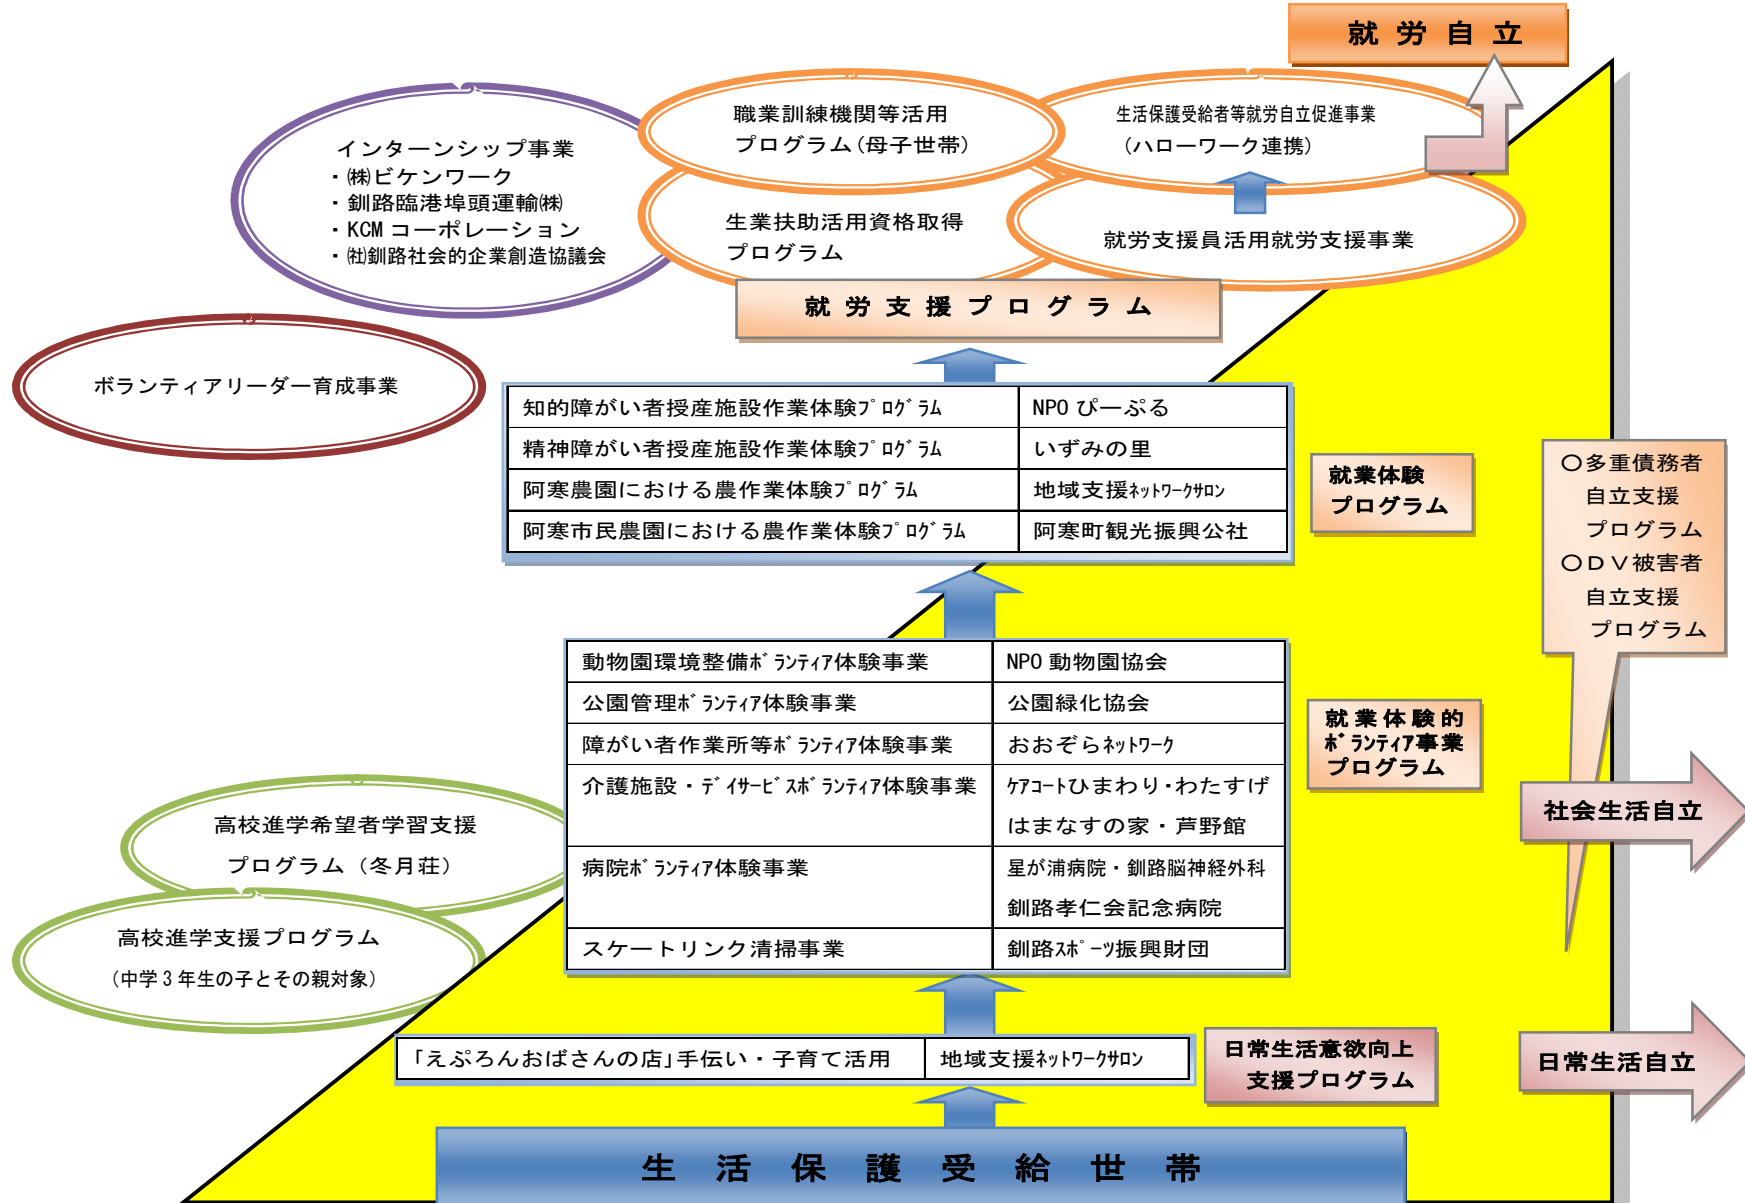 就労自立
職業訓練機関等活用
プログラム(母子世帯)
生活保護受給者等就労自立促進事業
(ハローワーク連携)
インターンシップ事業
・㈱ビケンワーク
・釧路臨港埠頭運輸㈱
・KCMコーポレーション
・㈳釧路社会的企業創造協議会
生業扶助活用資格取得
プログラム
就労支援員活用就労支援事業
就労支援プログラム
ボランティアリーダー育成事業
知的障がい者授産施設作業体験ﾌﾟﾛｸﾞﾗﾑ NPOぴーぷる
精神障がい者授産施設作業体験ﾌﾟﾛｸﾞﾗﾑ いずみの里
阿寒農園における農作業体験ﾌﾟﾛｸﾞﾗﾑ 地域支援ﾈｯﾄﾜｰｸｻﾛﾝ
阿寒市民農園における農作業体験ﾌﾟﾛｸﾞﾗﾑ 阿寒町観光振興公社
就業体験
プログラム
〇多重債務者
自立支援
プログラム
〇ＤＶ被害者
自立支援
プログラム
動物園環境整備ﾎﾞﾗﾝﾃｨｱ体験事業 NPO動物園協会
公園管理ﾎﾞﾗﾝﾃｨｱ体験事業 公園緑化協会
障がい者作業所等ﾎﾞﾗﾝﾃｨｱ体験事業 おおぞらﾈｯﾄﾜｰｸ
介護施設・ﾃﾞｲｻｰﾋﾞｽﾎﾞﾗﾝﾃｨｱ体験事業 ｹｱｺｰﾄひまわり・わたすげ
はまなすの家・芦野館
病院ﾎﾞﾗﾝﾃｨｱ体験事業 星が浦病院・釧路脳神経外科
釧路孝仁会記念病院
スケートリンク清掃事業 釧路ｽﾎﾟｰﾂ振興財団
就業体験的
ﾎﾞﾗﾝﾃｨｱ事業
プログラム
社会生活自立
高校進学希望者学習支援
プログラム（冬月荘）
高校進学支援プログラム
（中学3年生の子とその親対象）
「えぷろんおばさんの店」手伝い・子育て活用 地域支援ﾈｯﾄﾜｰｸｻﾛﾝ
日常生活意欲向上
支援プログラム
日常生活自立
生活保護受給世帯